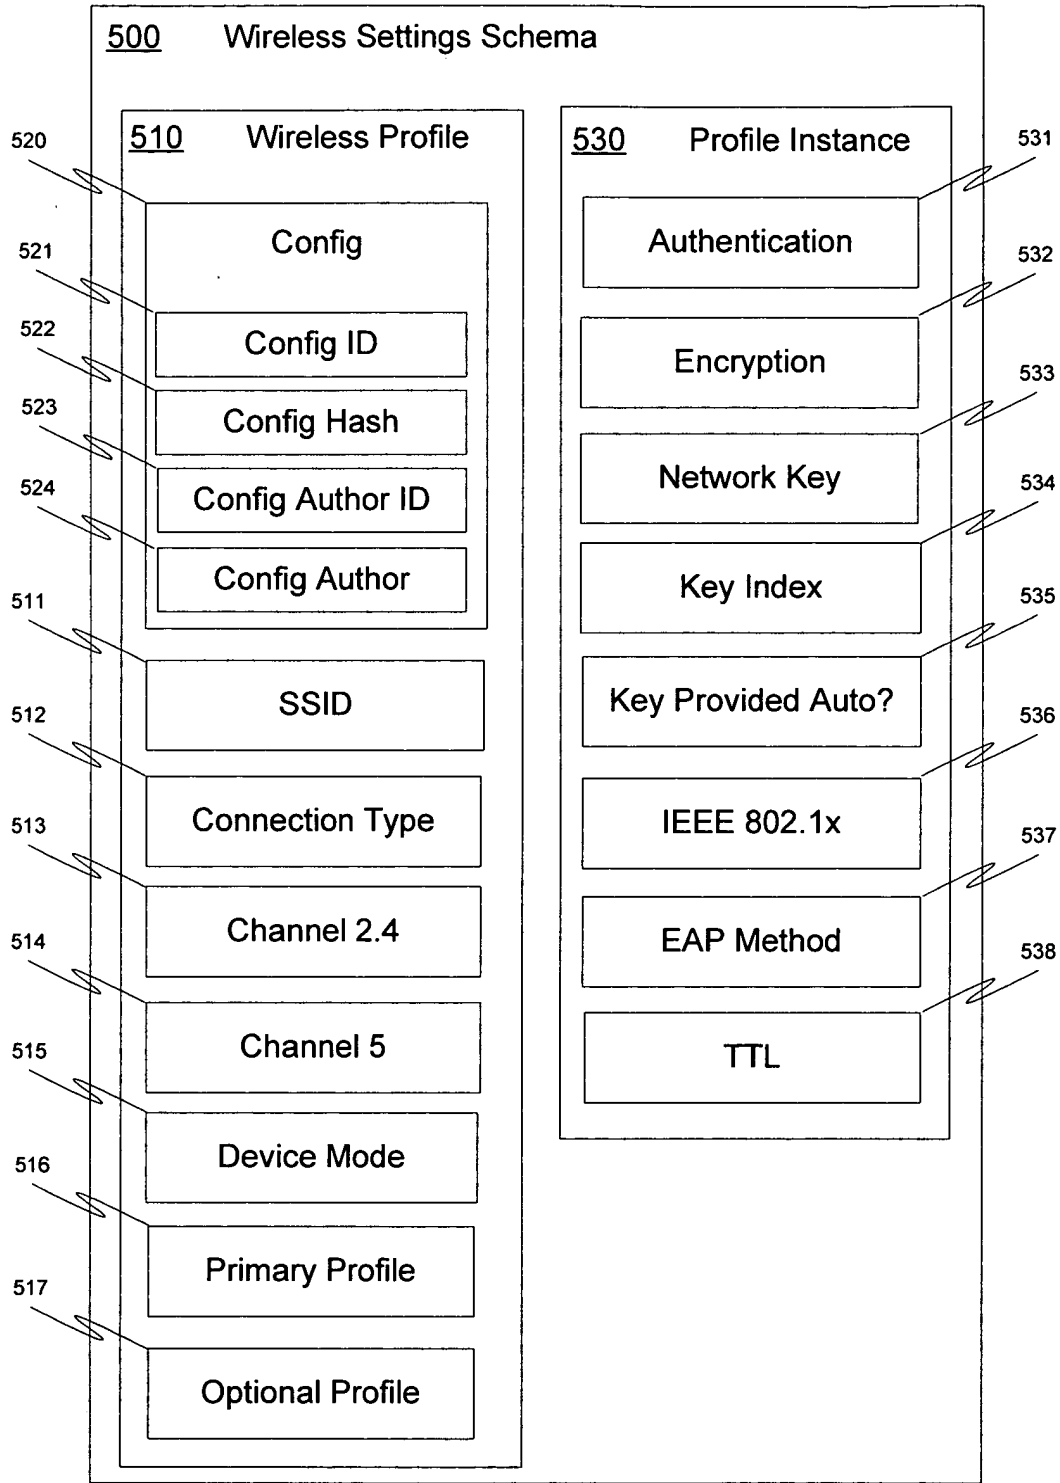 500 Wireless Settings Schema
510 Wireless Profile
520
Config
521
Config ID
522
Config Hash
523
Config Author ID
524
Config Author
511
SSID
512
Connection Type
513
Channel 2.4
514
Channel 5
515
Device Mode
516
Primary Profile
517
Optional Profile
530 Profile Instance
531
Authentication
532
Encryption
533
Network Key
534
Key Index
535
Key Provided Auto?
536
IEEE 802.1x
537
EAP Method
538
TTL